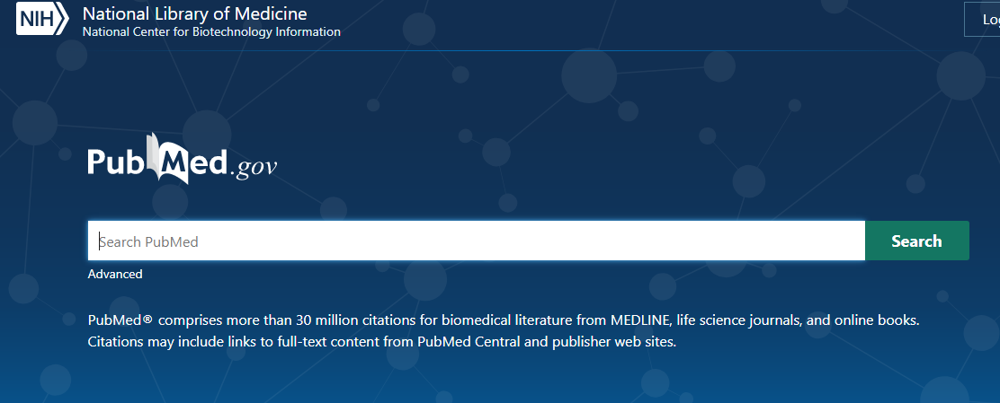 NIH
National Library of Medicine
National Center for Biotechnology Information
Log
PubMed.gov
Search PubMed
Search
Advanced
PubMed® comprises more than 30 million citations for biomedical literature from MEDLINE, life science journals, and online books.
Citations may include links to full-text content from PubMed Central and publisher web sites.